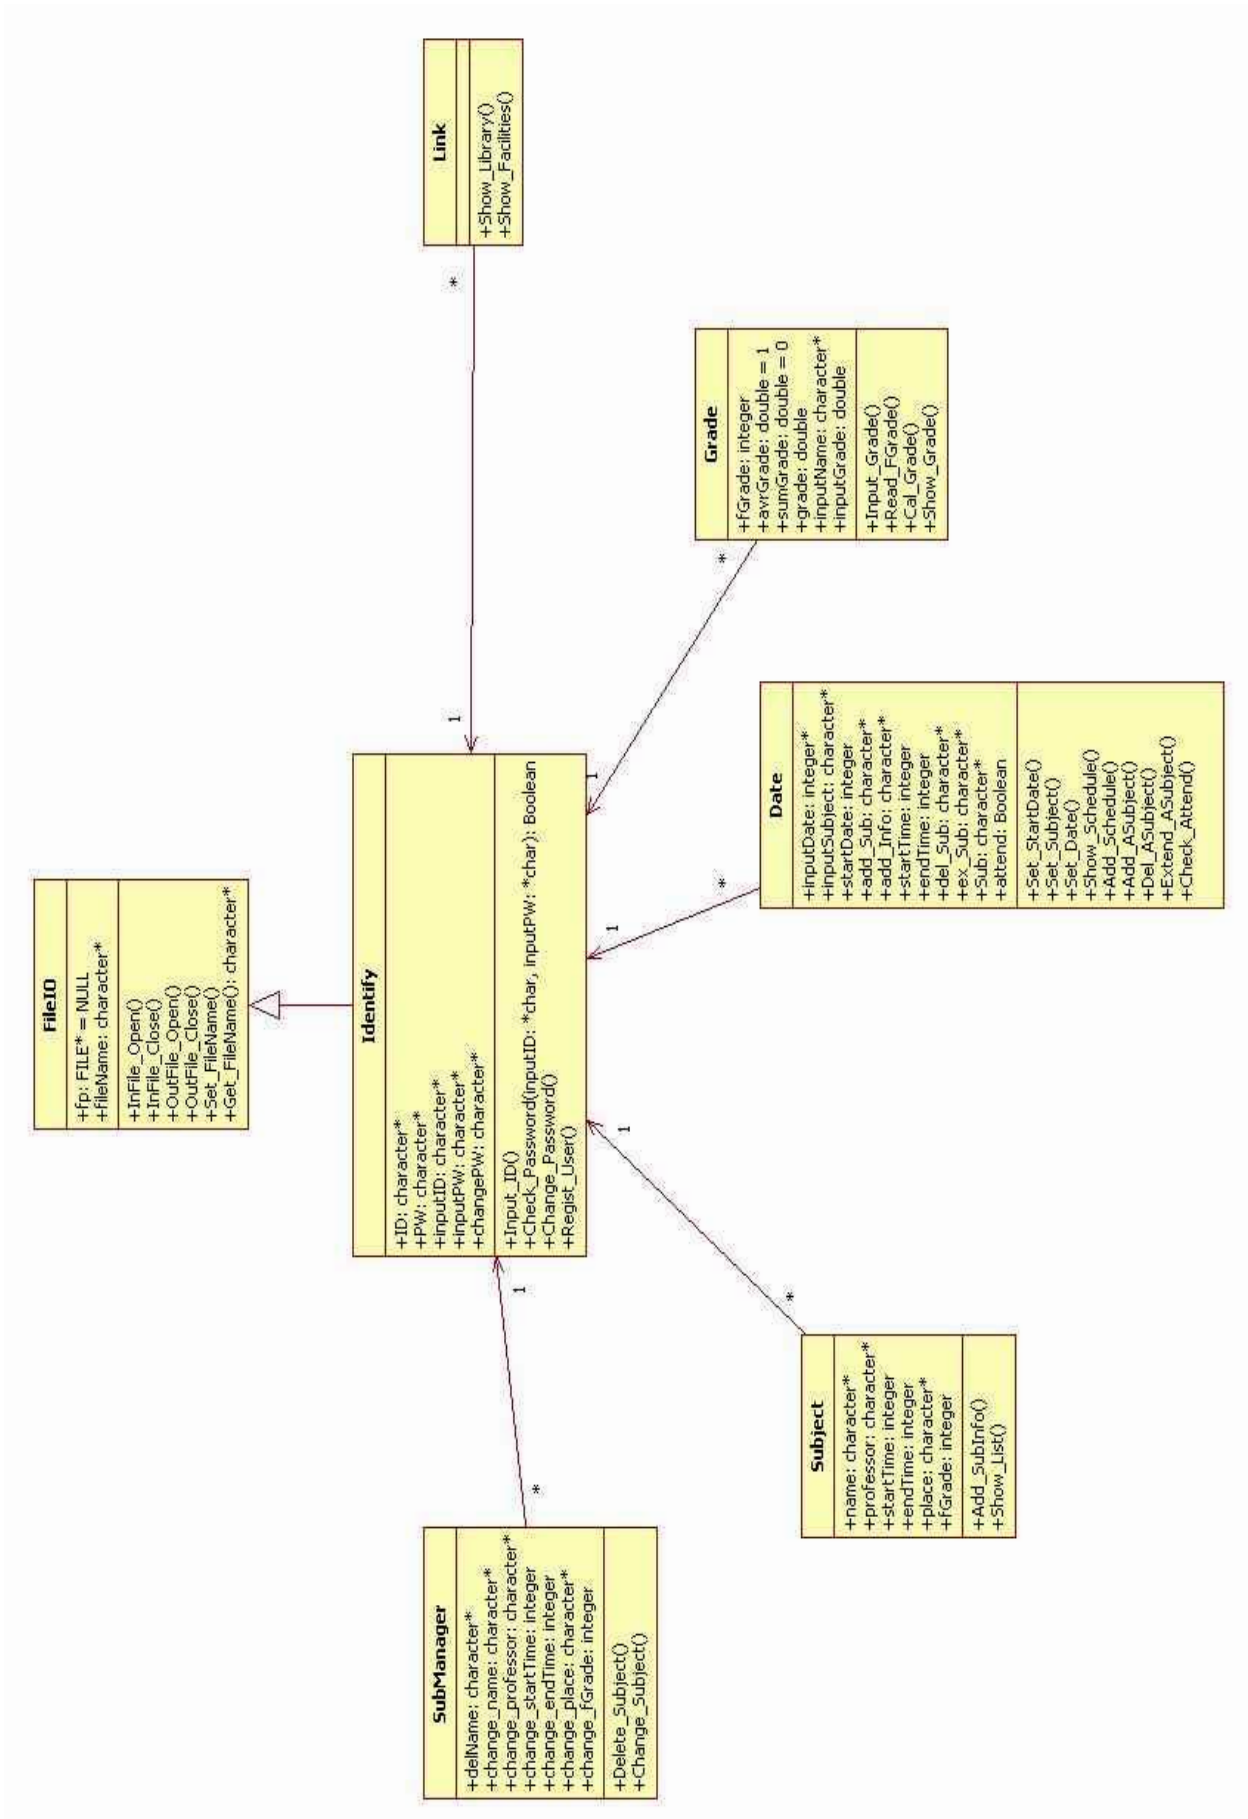 FileIO
+fp: FILE* = NULL
+fileName: character*
+InFile_Open()
+InFile_Close()
+OutFile_Open()
+OutFile_Close()
+Set_FileName()
+Get_FileName(): character*
Identify
+ID: character*
+PW: character*
+inputID: character*
+inputPW: character*
+changePW: character*
+Input_ID()
+Check_Password(inputID: *char, inputPW: *char): Boolean
+Change_Password()
+Regist_User()
1
1
1
1
1
SubManager
+delName: character*
+change_name: character*
+change_professor: character*
+change_startTime: integer
+change_endTime: integer
+change_place: character*
+change_fGrade: integer
+Delete_Subject()
+Change_Subject()
*
Link
+Show_Library()
+Show_Facilities()
*
Subject
+name: character*
+professor: character*
+startTime: integer
+endTime: integer
+place: character*
+fGrade: integer
+Add_SubInfo()
+Show_List()
*
Date
+inputDate: integer*
+inputSubject: character*
+startDate: integer
+add_Sub: character*
+add_Info: character*
+startTime: integer
+endTime: integer
+del_Sub: character*
+ex_Sub: character*
+Sub: character*
+attend: Boolean
+Set_StartDate()
+Set_Subject()
+Set_Date()
+Show_Schedule()
+Add_Schedule()
+Add_ASubject()
+Del_ASubject()
+Extend_ASubject()
+Check_Attend()
*
Grade
+fGrade: integer
+avrGrade: double = 1
+sumGrade: double = 0
+grade: double
+inputName: character*
+inputGrade: double
+Input_Grade()
+Read_FGrade()
+Cal_Grade()
+Show_Grade()
*